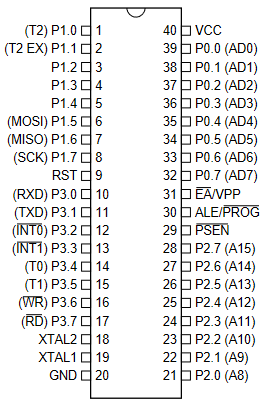 (T2) P1.0 1 40 VCC
(T2 EX) P1.1 2 39 P0.0 (AD0)
P1.2 3 38 P0.1 (AD1)
P1.3 4 37 P0.2 (AD2)
P1.4 5 36 P0.3 (AD3)
(MOSI) P1.5 6 35 P0.4 (AD4)
(MISO) P1.6 7 34 P0.5 (AD5)
(SCK) P1.7 8 33 P0.6 (AD6)
RST 9 32 P0.7 (AD7)
(RXD) P3.0 10 31 E̅A̅/VPP
(TXD) P3.1 11 30 ALE/P̅R̅O̅G̅
(I̅N̅T̅0̅) P3.2 12 29 P̅S̅E̅N̅
(I̅N̅T̅1̅) P3.3 13 28 P2.7 (A15)
(T0) P3.4 14 27 P2.6 (A14)
(T1) P3.5 15 26 P2.5 (A13)
(W̅R̅) P3.6 16 25 P2.4 (A12)
(R̅D̅) P3.7 17 24 P2.3 (A11)
XTAL2 18 23 P2.2 (A10)
XTAL1 19 22 P2.1 (A9)
GND 20 21 P2.0 (A8)